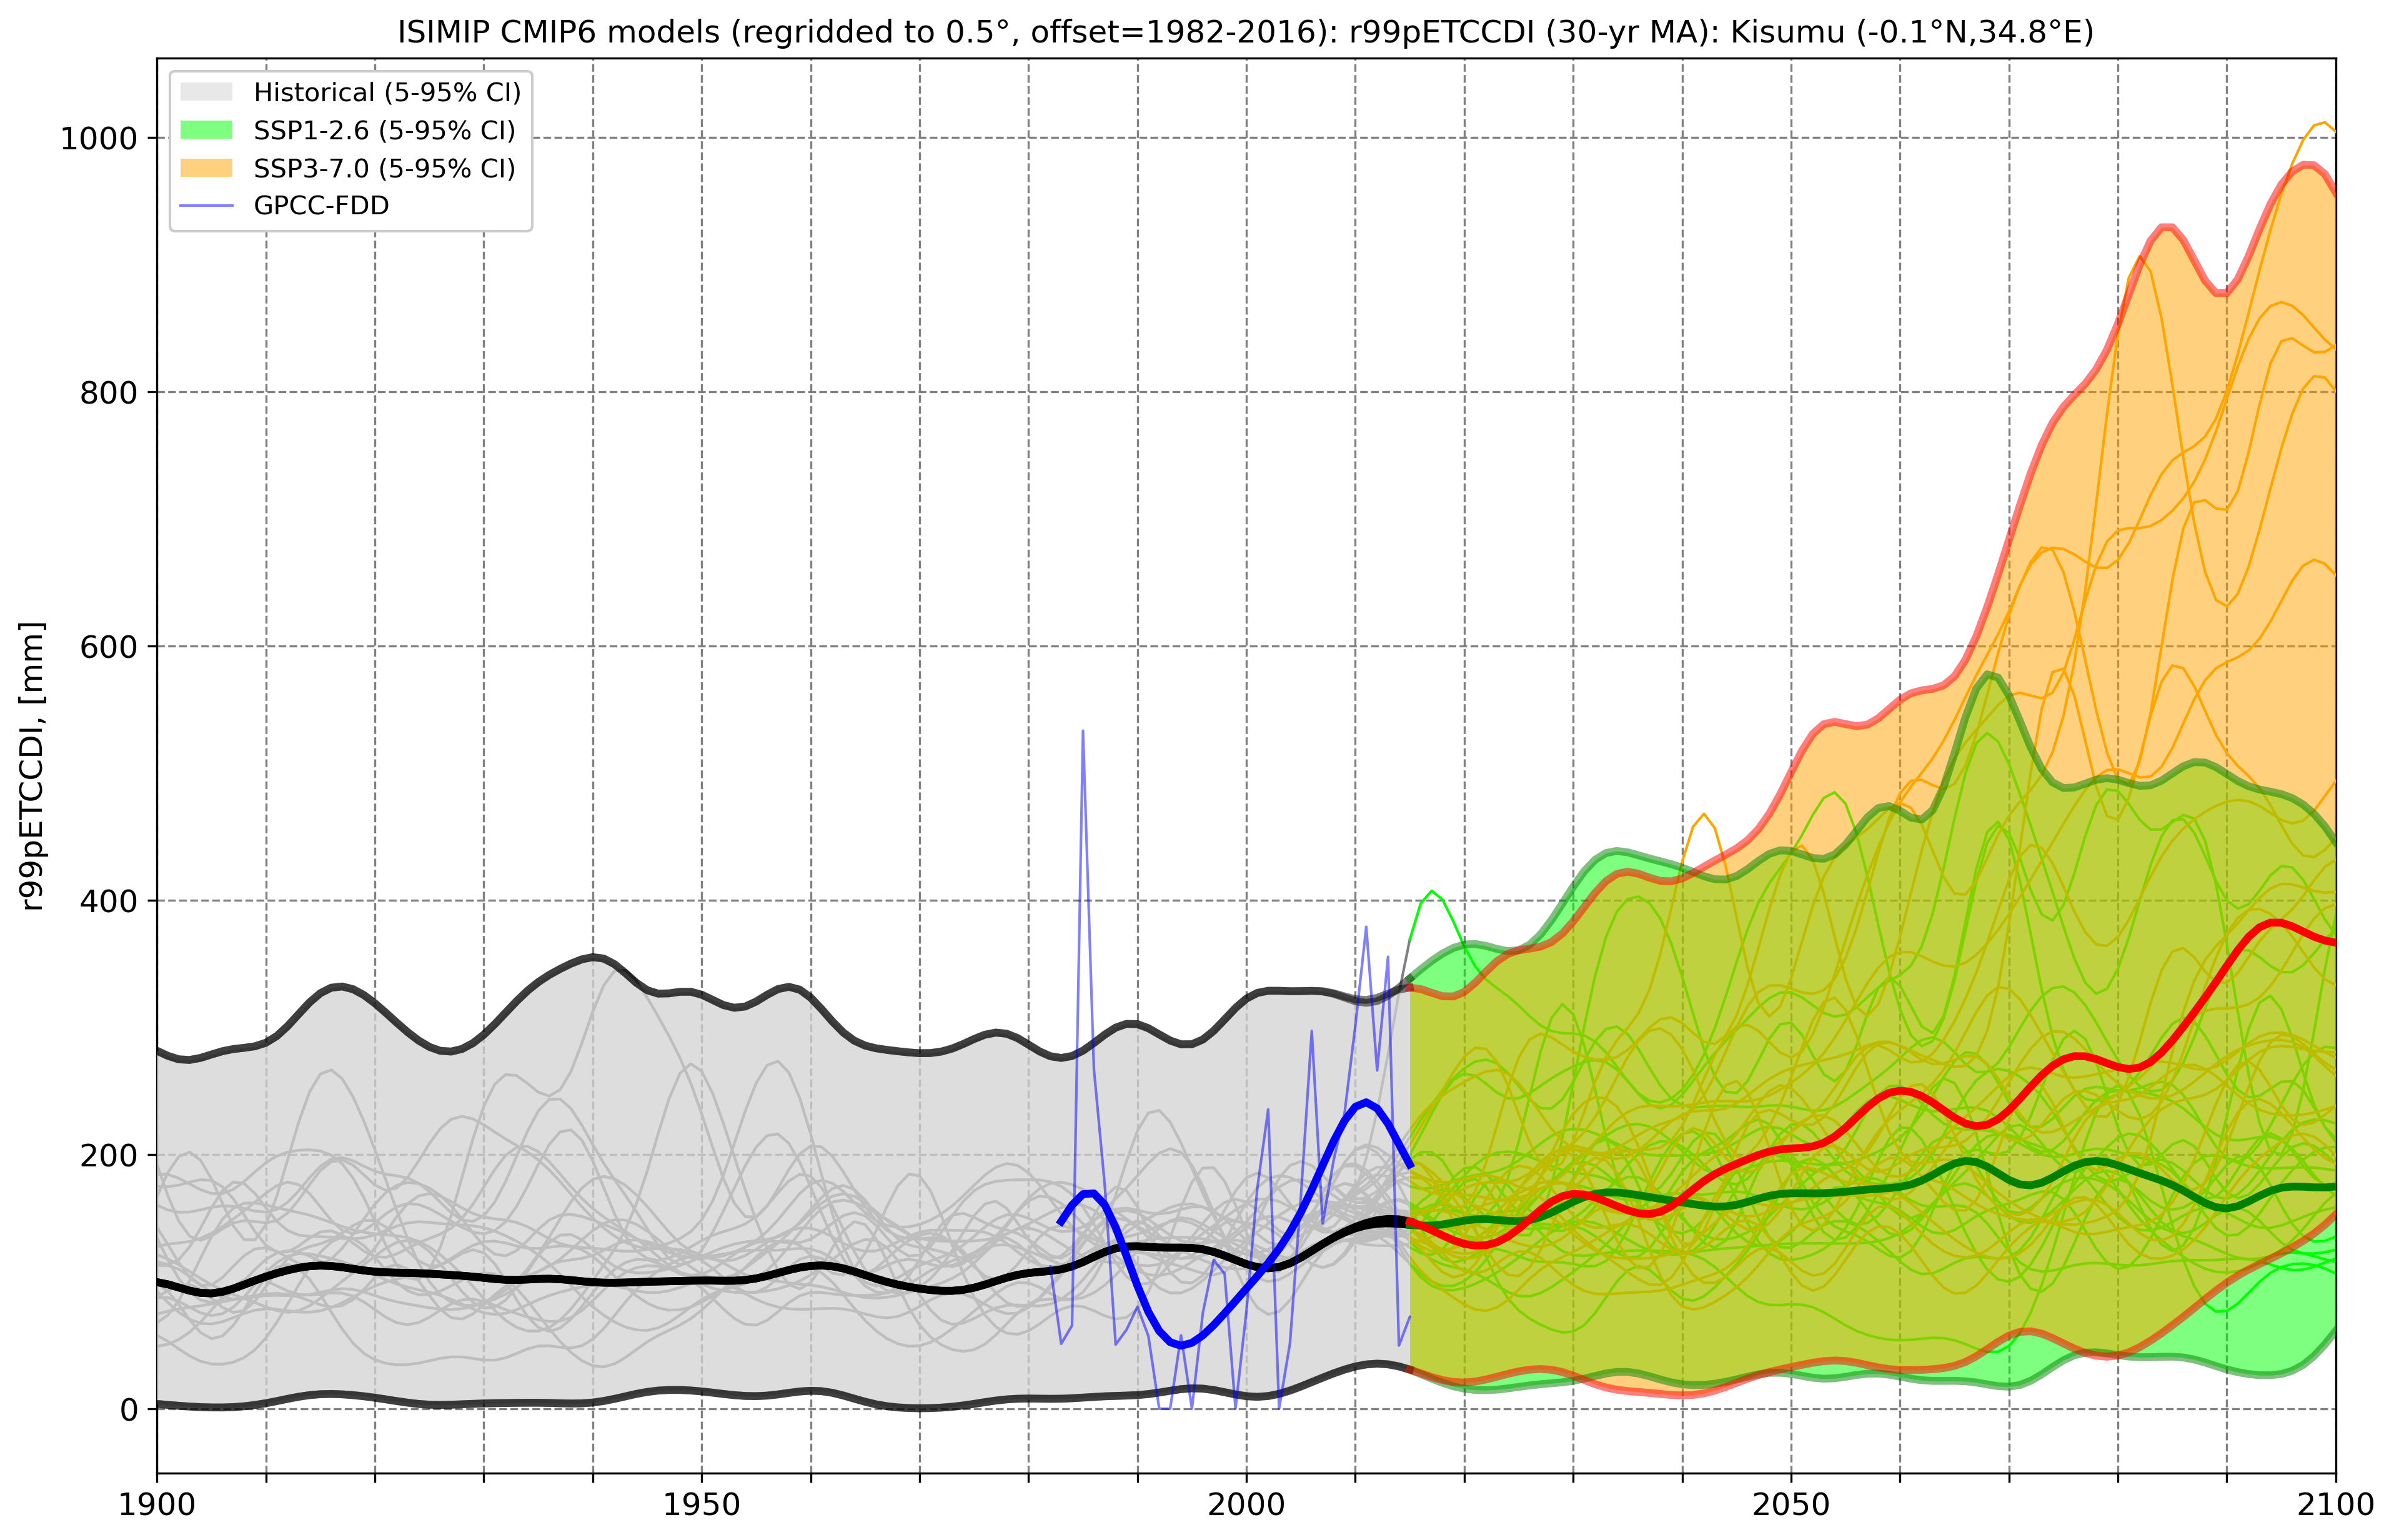 ISIMIP CMIP6 models (regridded to 0.5°, offset=1982-2016): r99pETCCDI (30-yr MA): Kisumu (-0.1°N,34.8°E)
Historical (5-95% CI)
SSP1-2.6 (5-95% CI)
SSP3-7.0 (5-95% CI)
GPCC-FDD
r99pETCCDI, [mm]
1000
800
600
400
200
0
1900 1950 2000 2050 2100